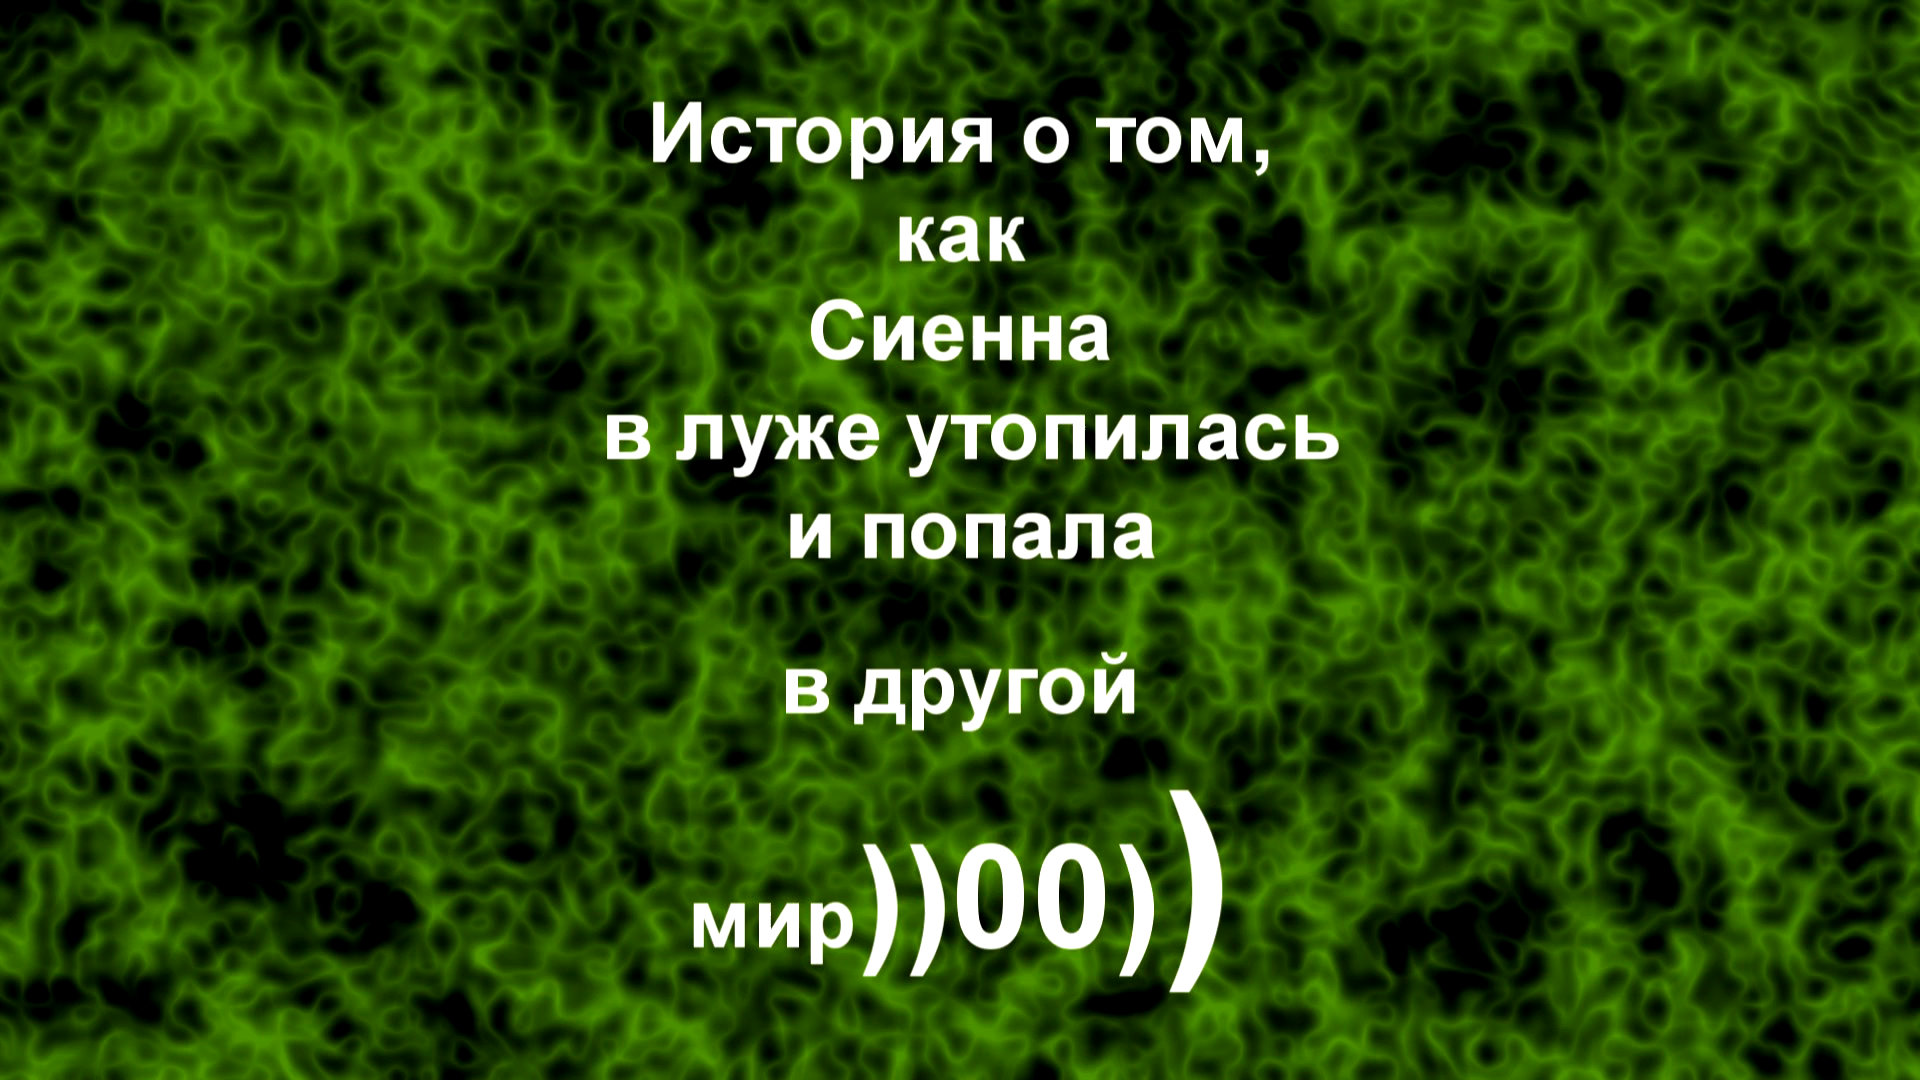 История о том,
как
Сиенна
в луже утопилась
и попала
в другой
мир))00))